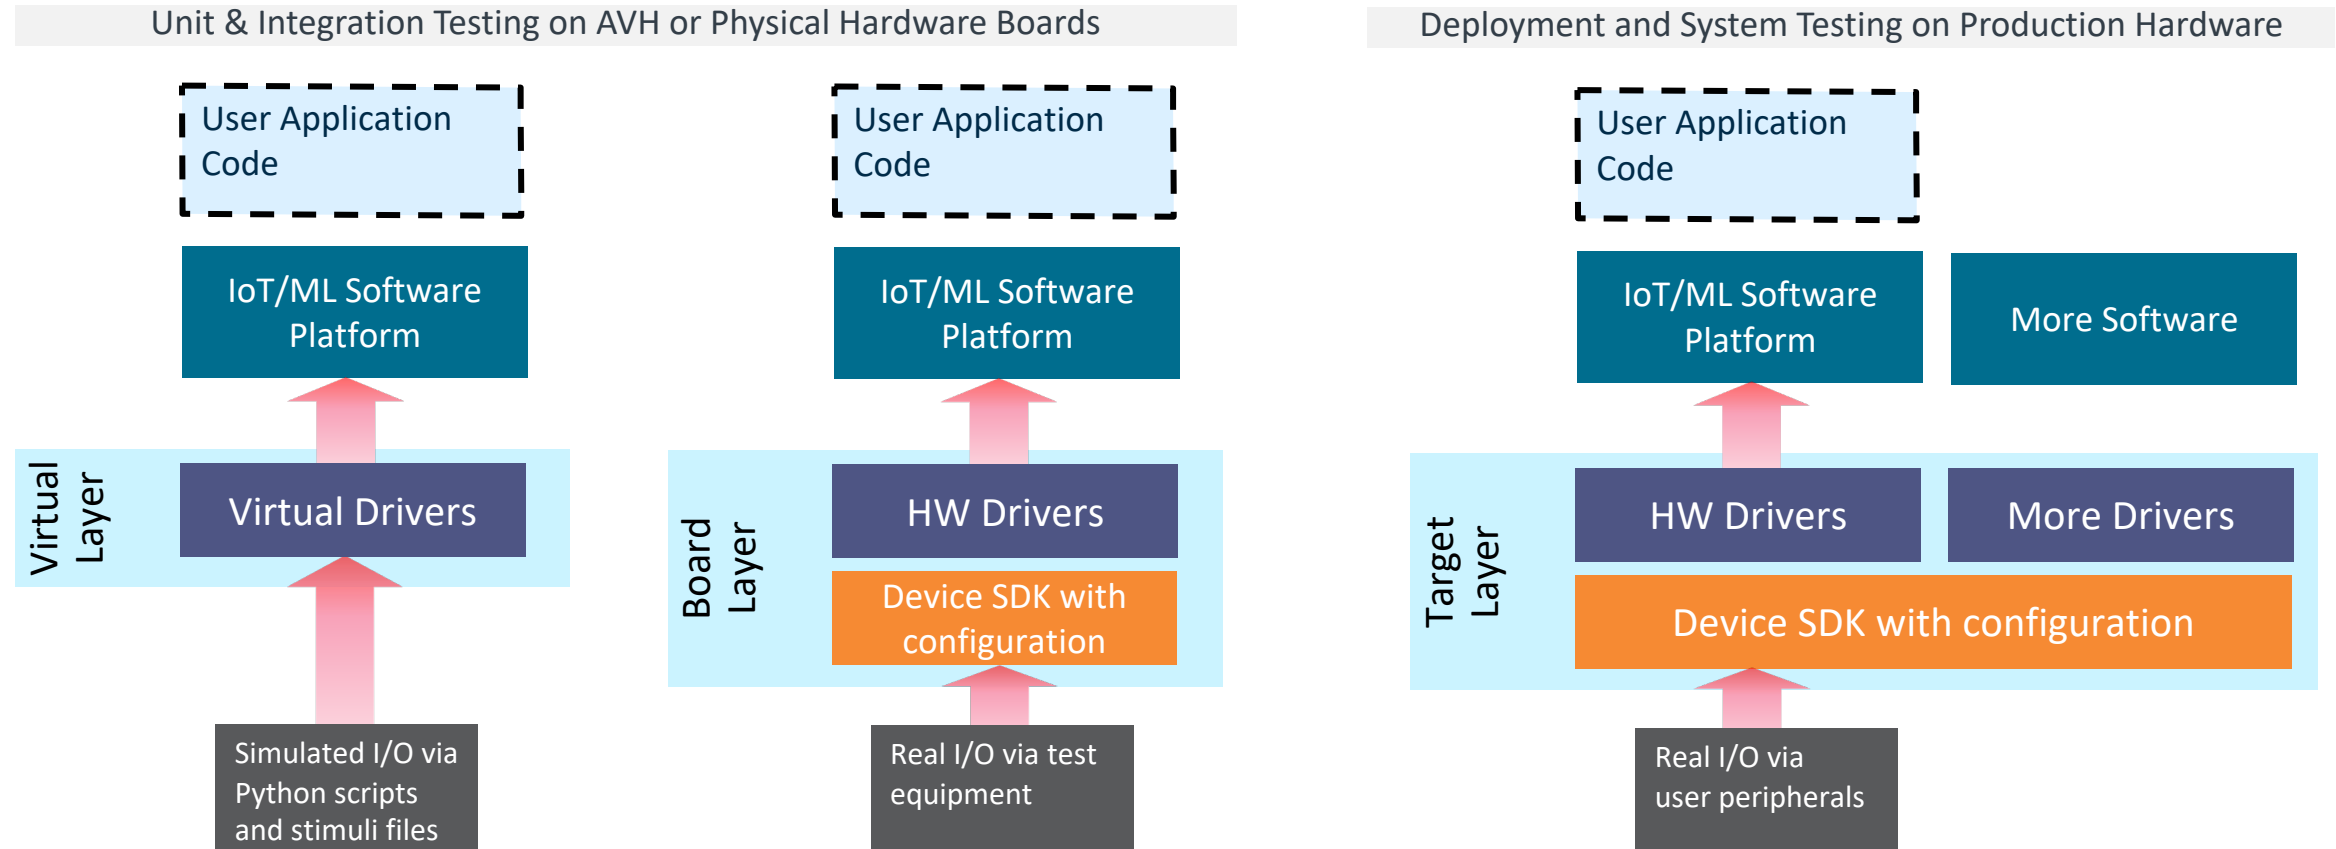 Unit & Integration Testing on AVH or Physical Hardware Boards
User Application
Code
IoT/ML Software
Platform
Virtual
Layer
Virtual Drivers
Simulated I/O via
Python scripts
and stimuli files
User Application
Code
IoT/ML Software
Platform
Board
Layer
HW Drivers
Device SDK with
configuration
Real I/O via test
equipment
Deployment and System Testing on Production Hardware
User Application
Code
IoT/ML Software
Platform
More Software
Target
Layer
HW Drivers
More Drivers
Device SDK with configuration
Real I/O via
user peripherals